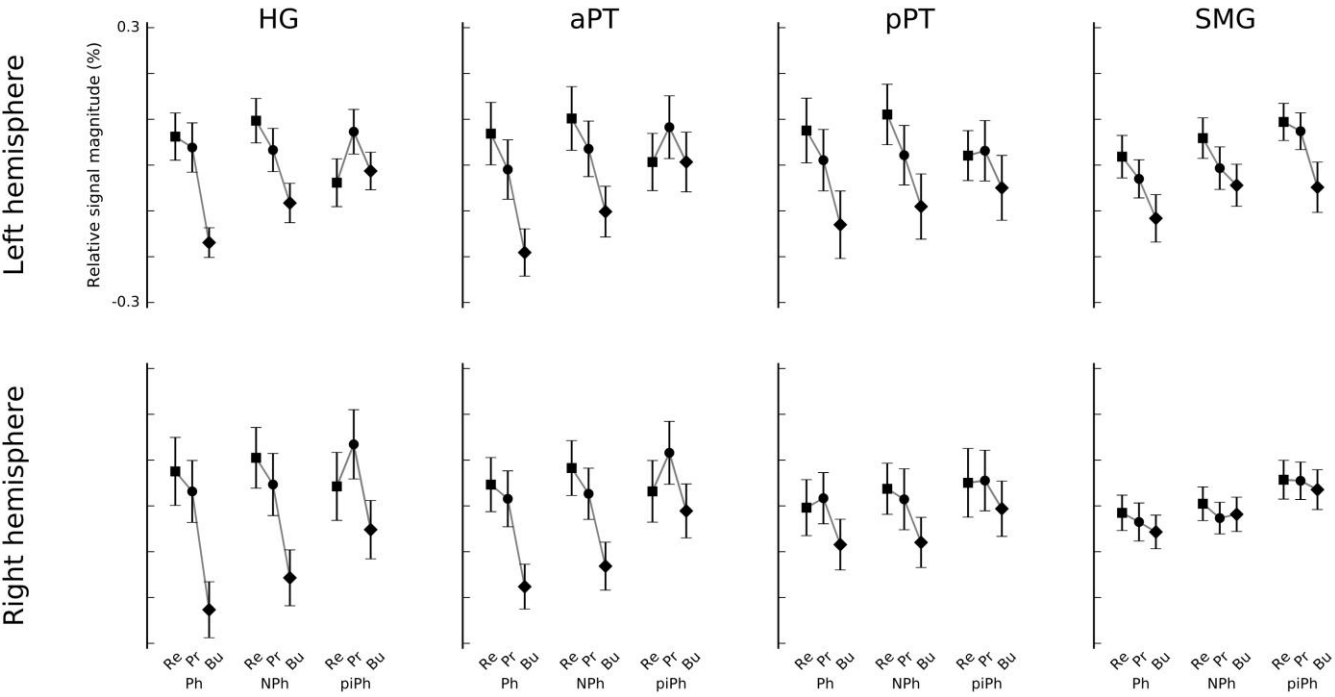 HG aPT pPT SMG
Left hemisphere
Relative signal magnitude (%)
0.3
-0.3
Right hemisphere
Re Pr Bu Re Pr Bu Re Pr Bu Re Pr Bu Re Pr Bu Re Pr Bu Re Pr Bu Re Pr Bu Re Pr Bu Re Pr Bu Re Pr Bu Re Pr Bu
Ph NPh piPh Ph NPh piPh Ph NPh piPh Ph NPh piPh